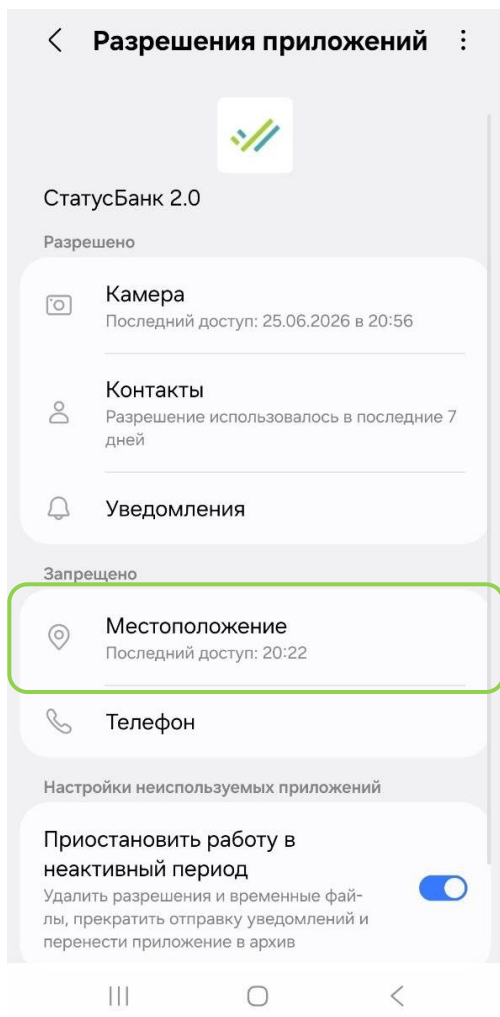 Разрешения приложений
СтатусБанк 2.0
Разрешено
Камера
Последний доступ: 25.06.2026 в 20:56
Контакты
Разрешение использовалось в последние 7
дней
Уведомления
Запрещено
Местоположение
Последний доступ: 20:22
Телефон
Настройки неиспользуемых приложений
Приостановить работу в
неактивный период
Удалить разрешения и временные фай-
лы, прекратить отправку уведомлений и
перенести приложение в архив